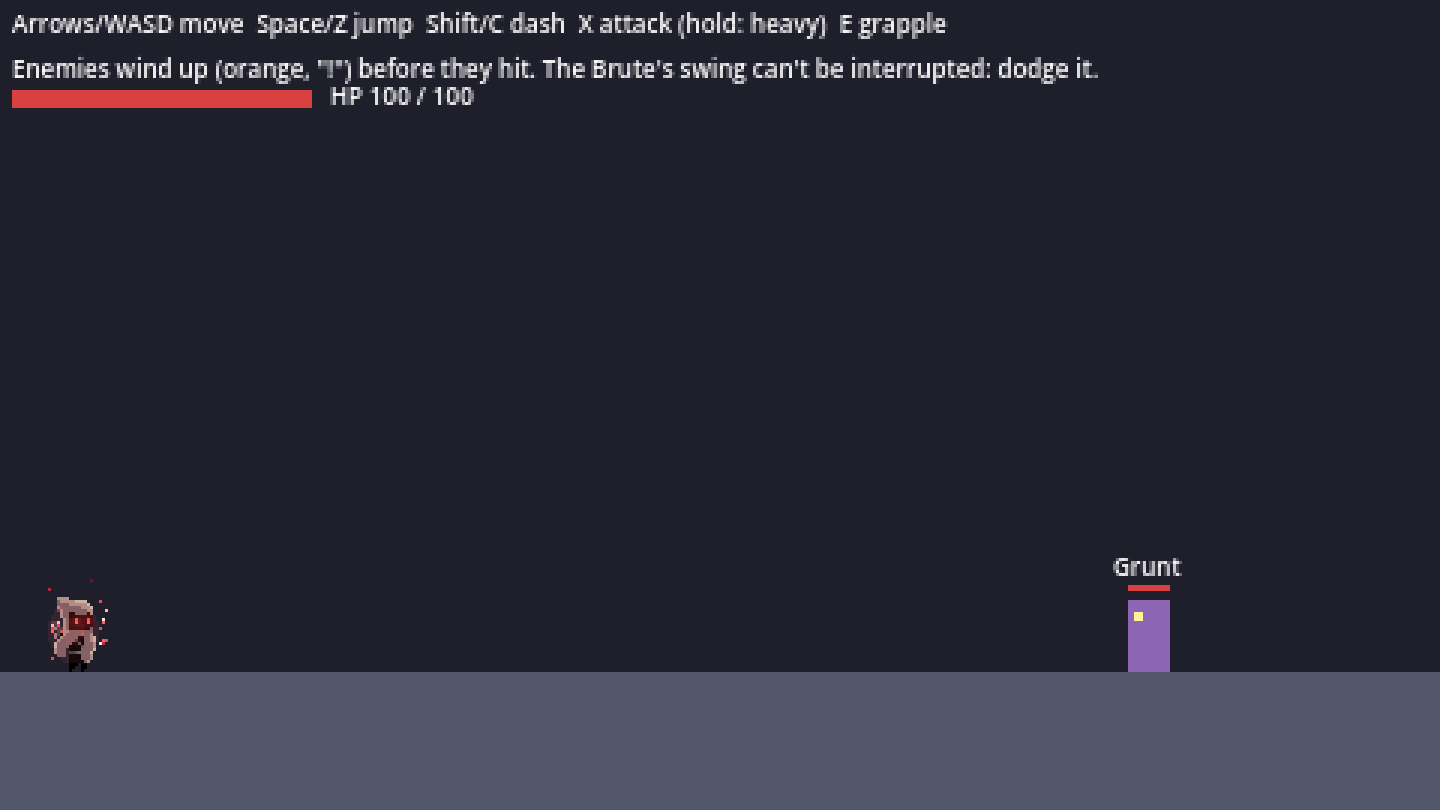 Arrows/WASD move  Space/Z jump  Shift/C dash  X attack (hold: heavy)  E grapple
Enemies wind up (orange, "!") before they hit. The Brute's swing can't be interrupted: dodge it.
HP 100 / 100
Grunt